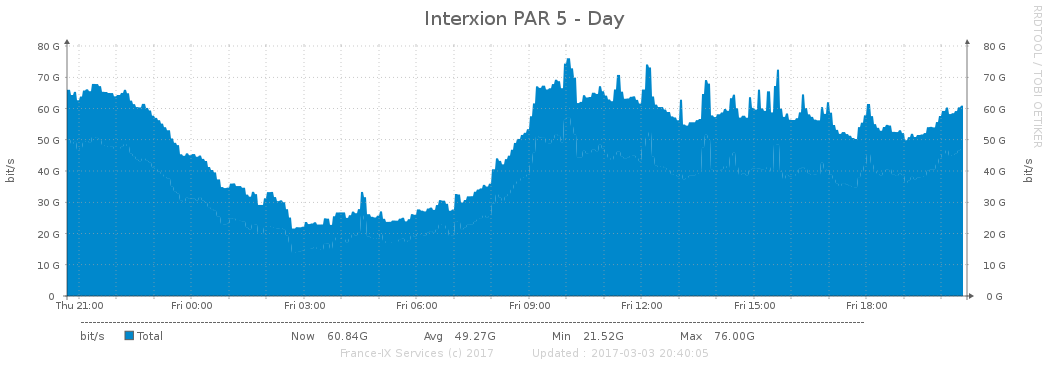 Interxion PAR 5 - Day
RRDTOOL / TOBI OETIKER
80 G 80 G
70 G 70 G
60 G 60 G
50 G 50 G
40 G 40 G
30 G 30 G
20 G 20 G
10 G 10 G
0 0 G
bit/s bit/s
Thu 21:00 Fri 00:00 Fri 03:00 Fri 06:00 Fri 09:00 Fri 12:00 Fri 15:00 Fri 18:00
bit/s Total Now 60.84G Avg 49.27G Min 21.52G Max 76.00G
France-IX Services (c) 2017 Updated : 2017-03-03 20:40:05